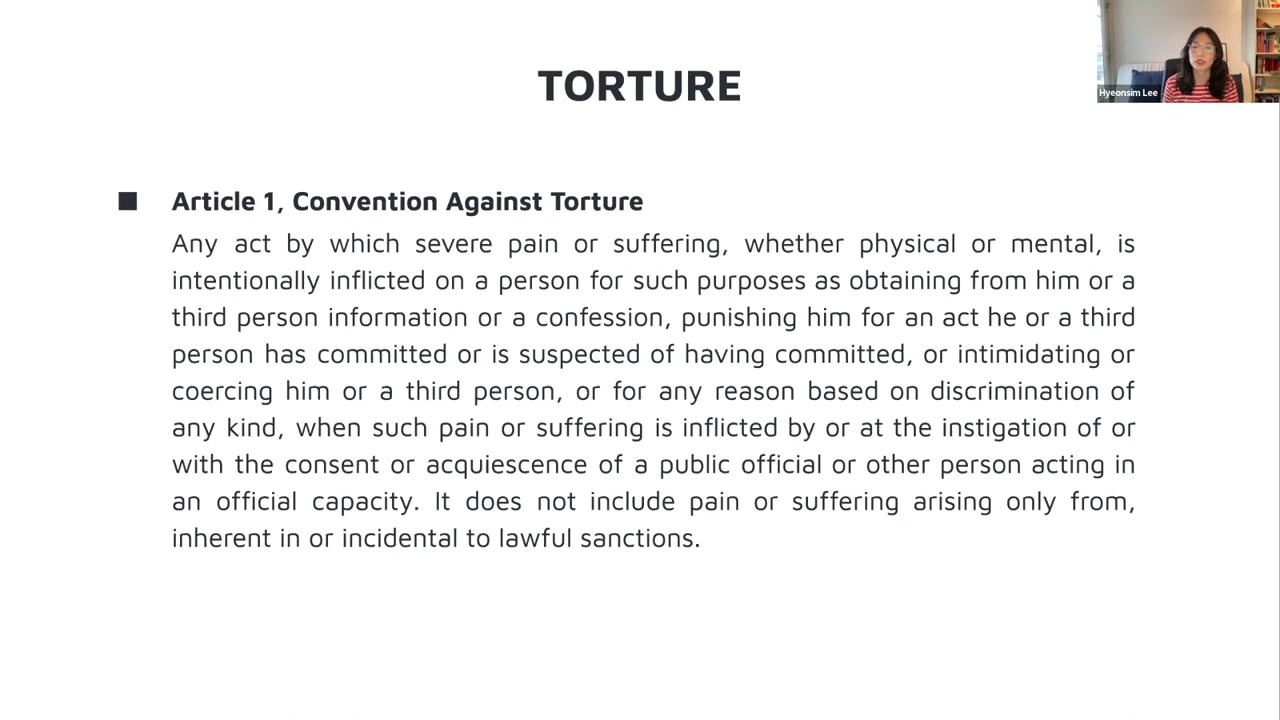 TORTURE
Hyeonsim Lee
■ Article 1, Convention Against Torture
Any act by which severe pain or suffering, whether physical or mental, is
intentionally inflicted on a person for such purposes as obtaining from him or a
third person information or a confession, punishing him for an act he or a third
person has committed or is suspected of having committed, or intimidating or
coercing him or a third person, or for any reason based on discrimination of
any kind, when such pain or suffering is inflicted by or at the instigation of or
with the consent or acquiescence of a public official or other person acting in
an official capacity. It does not include pain or suffering arising only from,
inherent in or incidental to lawful sanctions.